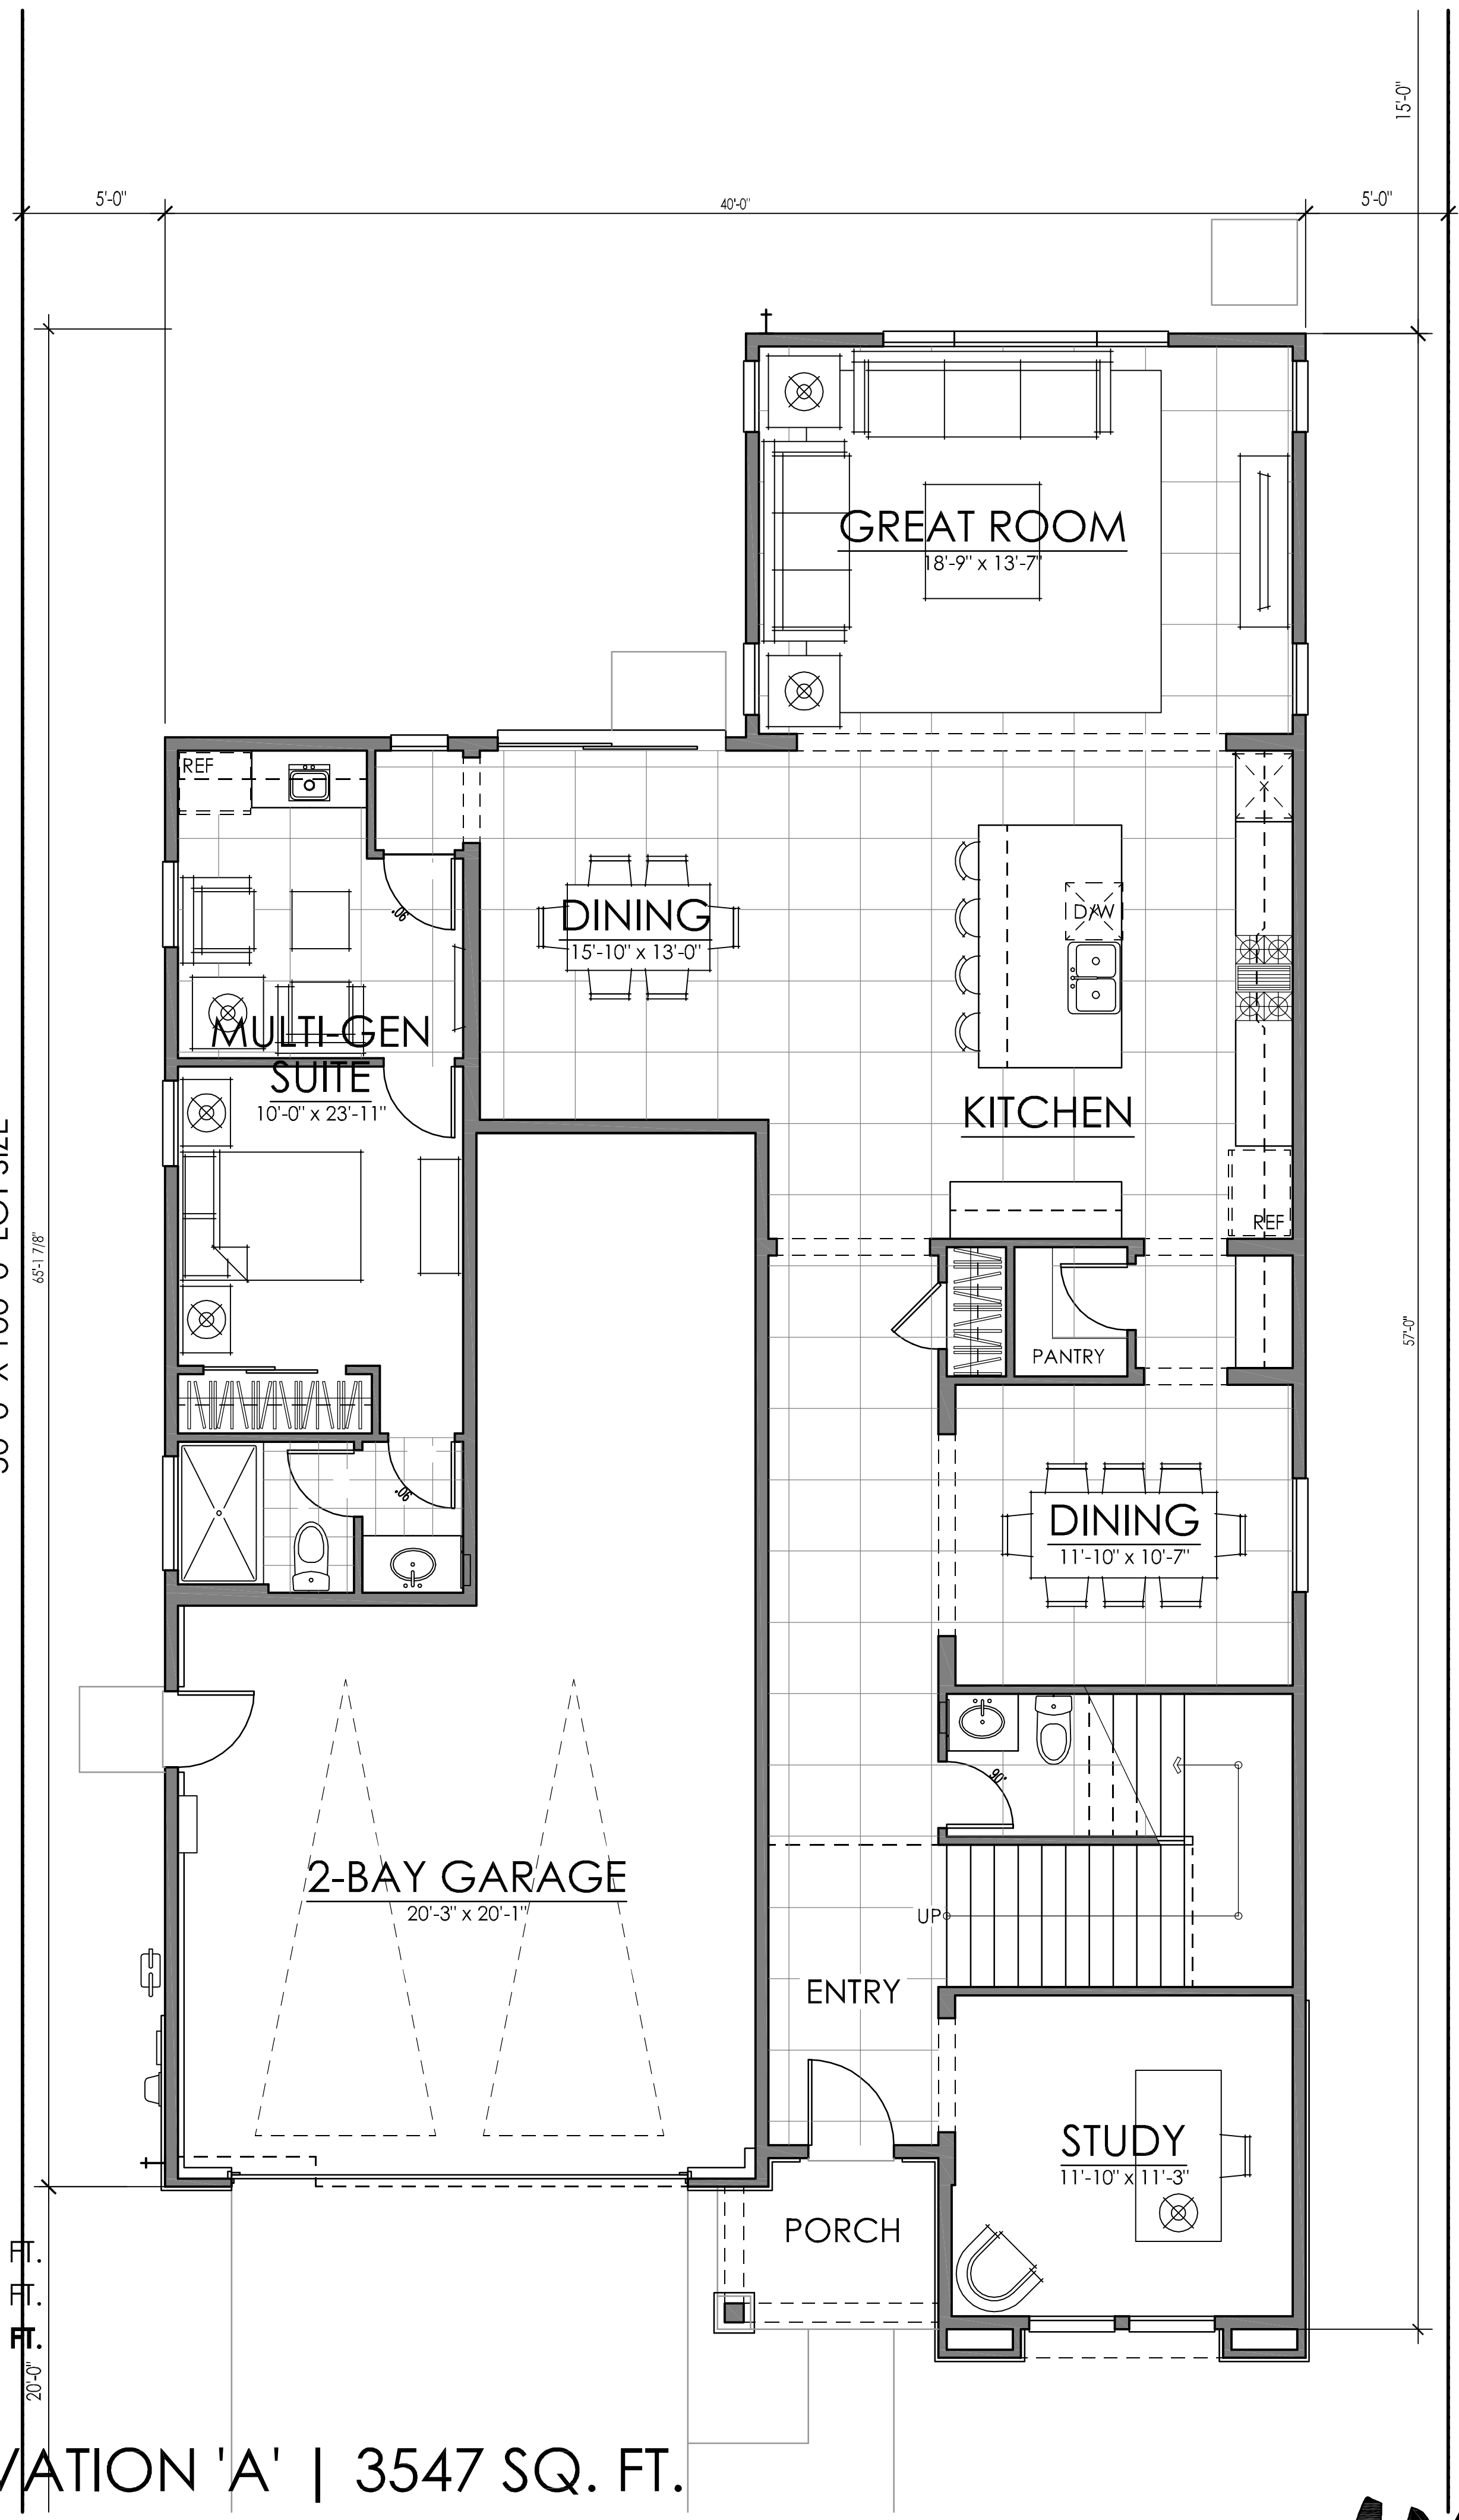 15'-0"
5'-0"
40'-0"
5'-0"
GREAT ROOM
18'-9" x 13'-7"
REF
90°
DINING
15'-10" x 13'-0"
D/W
MULTI-GEN
SUITE
10'-0" x 23'-11"
KITCHEN
REF
LOT SIZE
65'-1 7/8"
57'-0"
PANTRY
90°
DINING
11'-10" x 10'-7"
90°
2-BAY GARAGE
20'-3" x 20'-1"
UP
ENTRY
STUDY
11'-10" x 11'-3"
PORCH
FT.
FT.
FT.
20'-0"
VATION 'A' | 3547 SQ. FT.